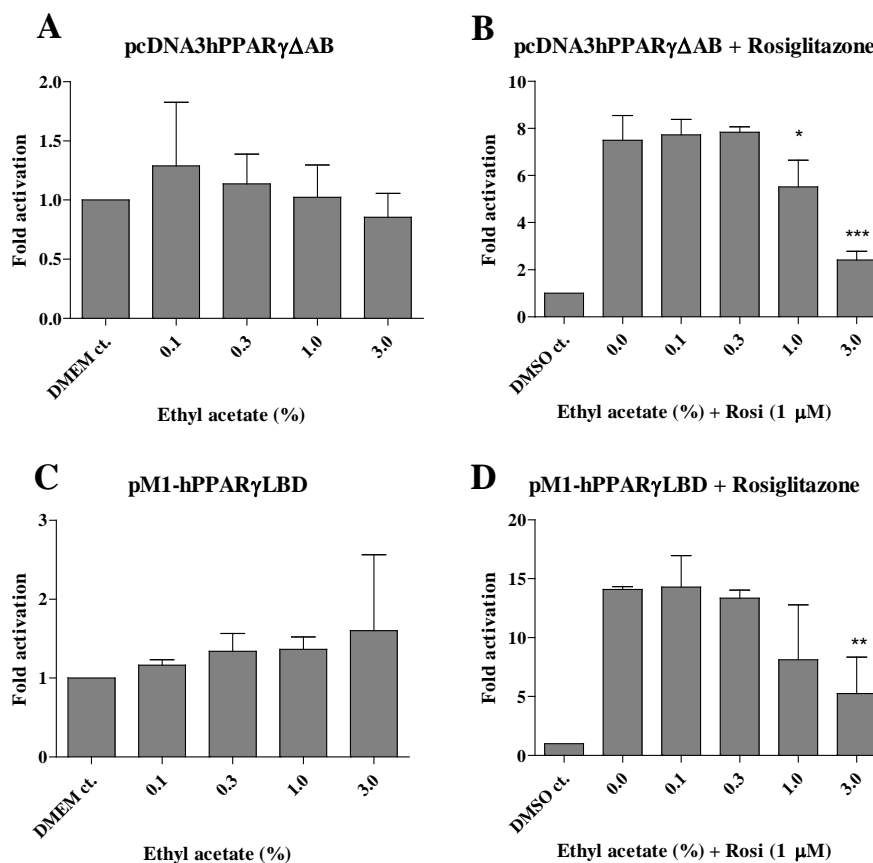 A
pcDNA3hPPARγΔAB
2.0
1.5
1.0
0.5
0.0
Fold activation
DMEM ct.
0.1
0.3
1.0
3.0
Ethyl acetate (%)
B
pcDNA3hPPARγΔAB + Rosiglitazone
10
8
6
4
2
0
Fold activation
*
***
DMSO ct.
0.0
0.1
0.3
1.0
3.0
Ethyl acetate (%) + Rosi (1 μM)
C
pM1-hPPARγLBD
3
2
1
0
Fold activation
DMEM ct.
0.1
0.3
1.0
3.0
Ethyl acetate (%)
D
pM1-hPPARγLBD + Rosiglitazone
20
15
10
5
0
Fold activation
**
DMSO ct.
0.0
0.1
0.3
1.0
3.0
Ethyl acetate (%) + Rosi (1 μM)